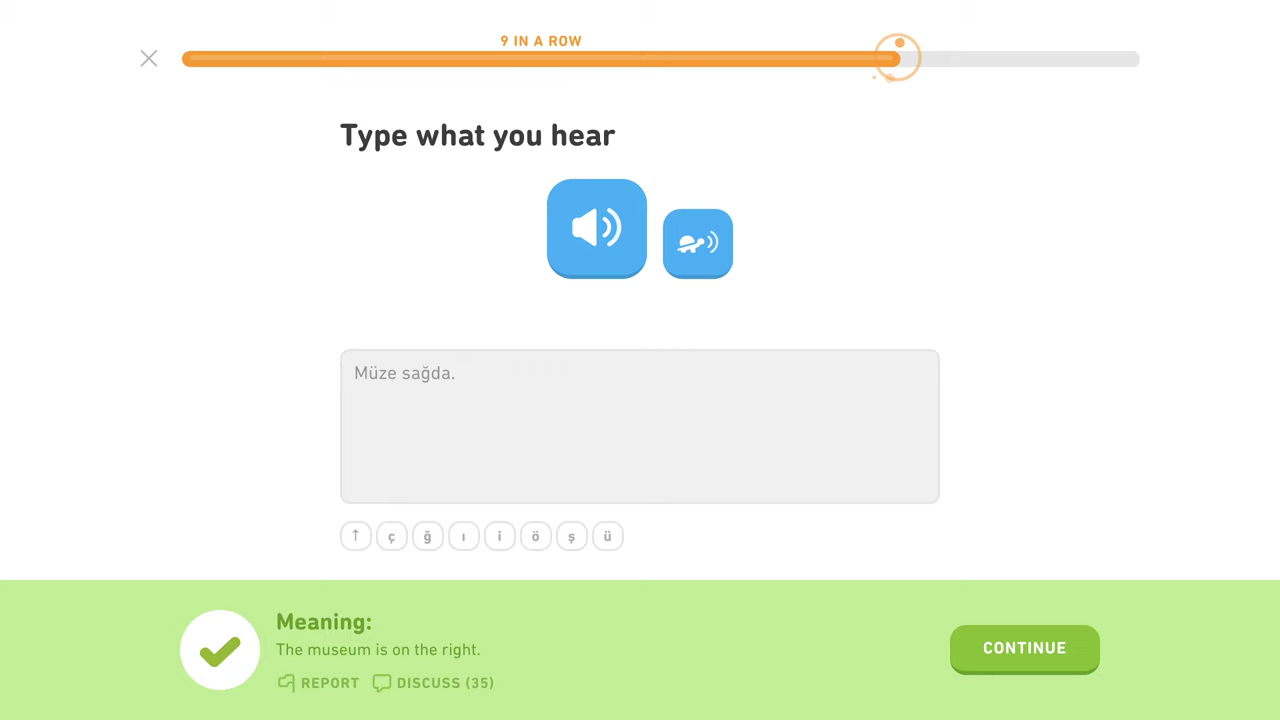 9 IN A ROW
Type what you hear
Müze sağda.
↑ ç ğ ı i ö ş ü
Meaning:
The museum is on the right.
REPORT DISCUSS (35)
CONTINUE